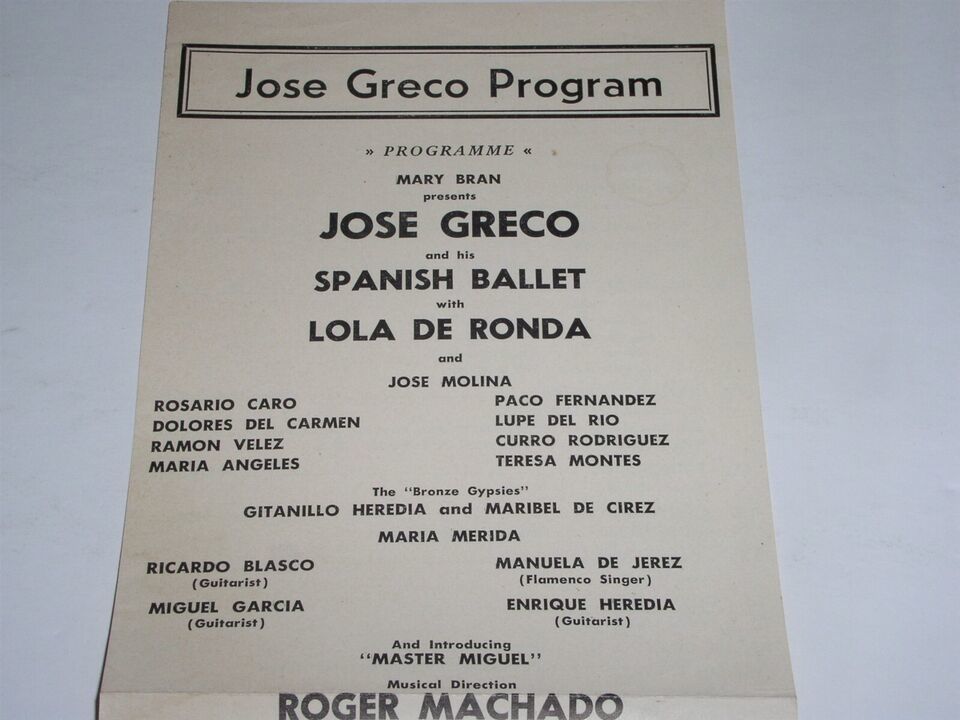 Jose Greco Program
» PROGRAMME «
MARY BRAN
presents
JOSE GRECO
and his
SPANISH BALLET
with
LOLA DE RONDA
and
JOSE MOLINA
ROSARIO CARO PACO FERNANDEZ
DOLORES DEL CARMEN LUPE DEL RIO
RAMON VELEZ CURRO RODRIGUEZ
MARIA ANGELES TERESA MONTES
The "Bronze Gypsies"
GITANILLO HEREDIA and MARIBEL DE CIREZ
MARIA MERIDA
RICARDO BLASCO MANUELA DE JEREZ
(Guitarist) (Flamenco Singer)
MIGUEL GARCIA ENRIQUE HEREDIA
(Guitarist) (Guitarist)
And Introducing
"MASTER MIGUEL"
Musical Direction
ROGER MACHADO